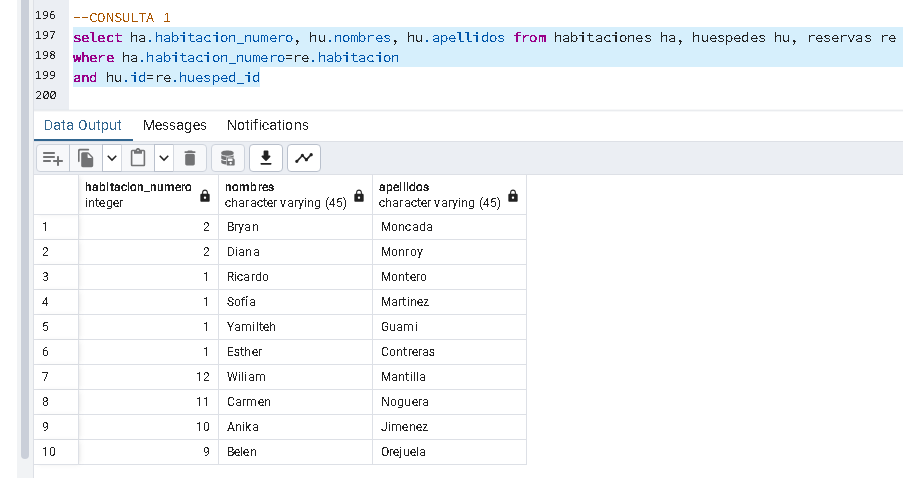 196 --CONSULTA 1
197 select ha.habitacion_numero, hu.nombres, hu.apellidos from habitaciones ha, huespedes hu, reservas re
198 where ha.habitacion_numero=re.habitacion
199 and hu.id=re.huesped_id
200
Data Output Messages Notifications
habitacion_numero nombres apellidos
integer character varying (45) character varying (45)
1 2 Bryan Moncada
2 2 Diana Monroy
3 1 Ricardo Montero
4 1 Sofía Martinez
5 1 Yamilteh Guami
6 1 Esther Contreras
7 12 Wiliam Mantilla
8 11 Carmen Noguera
9 10 Anika Jimenez
10 9 Belen Orejuela